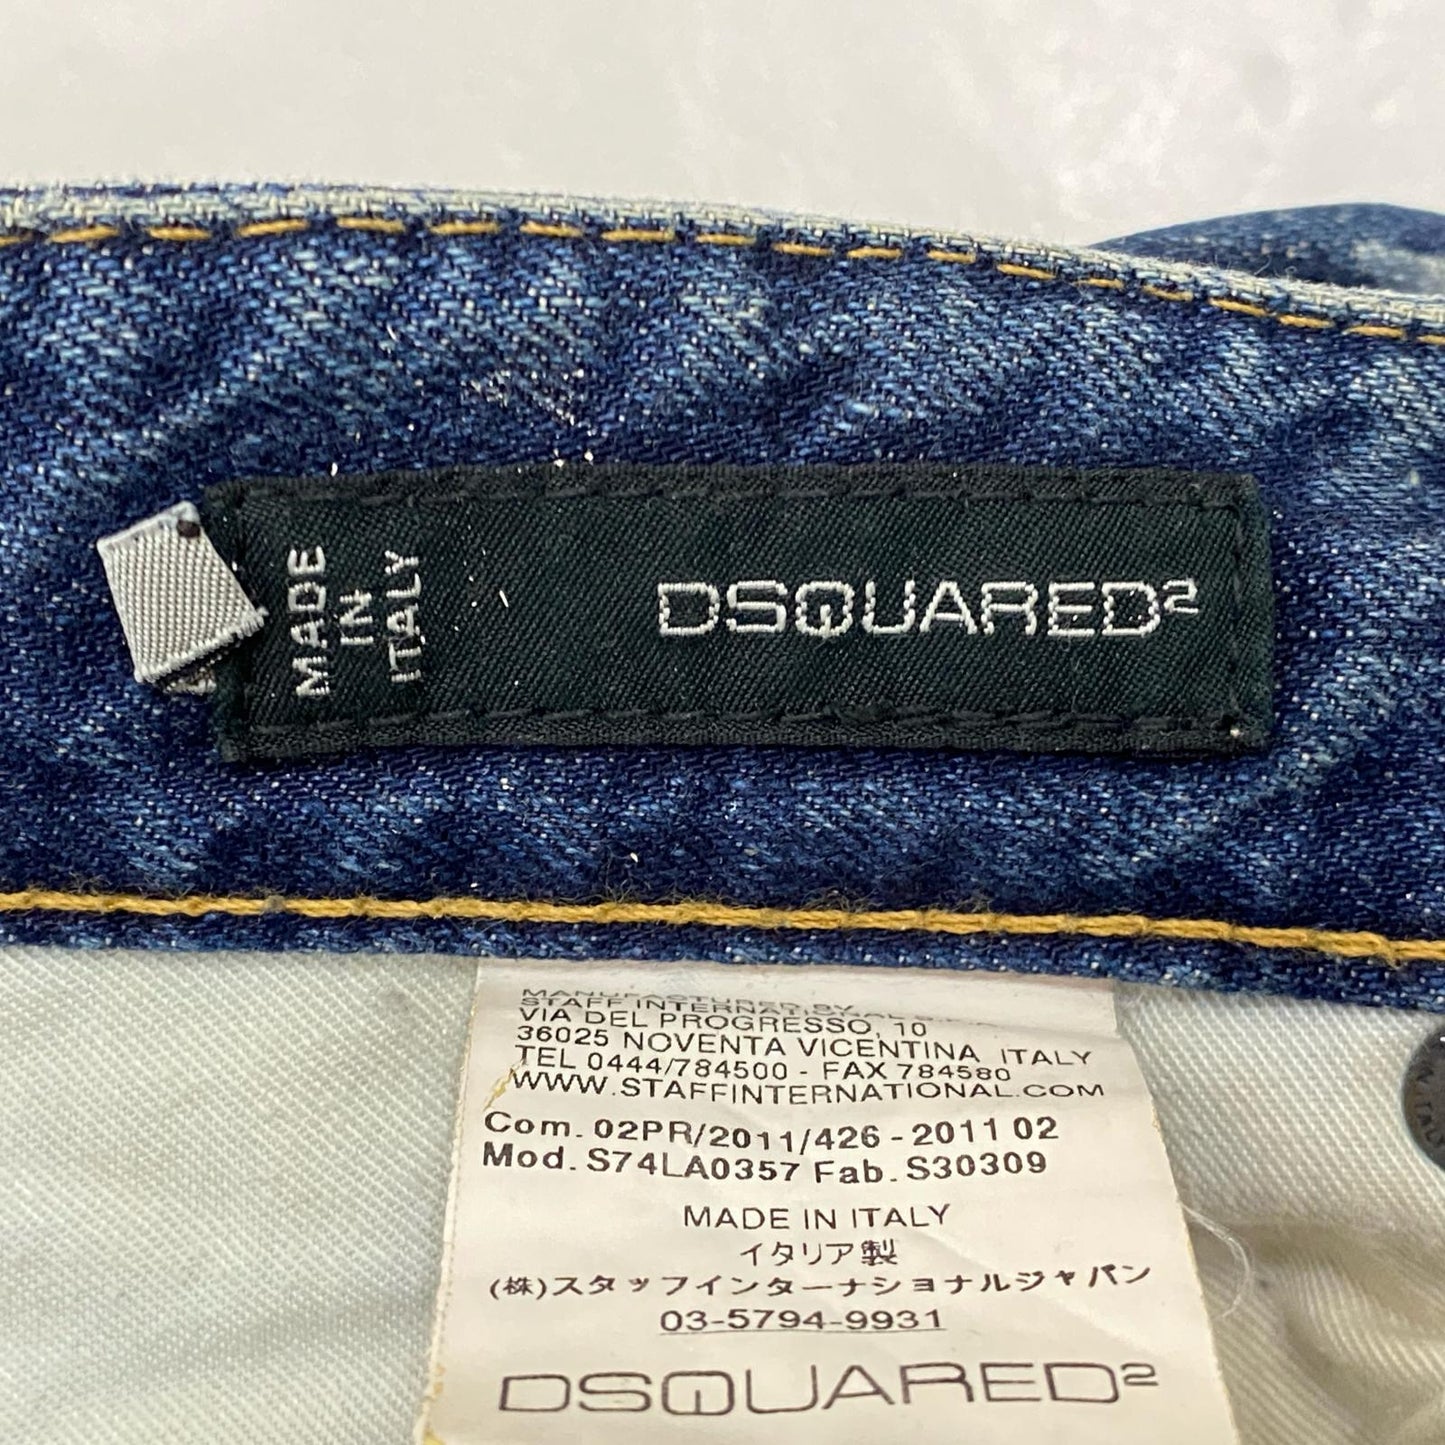 MADE
IN
ITALY
DSQUARED²
MANUFACTURED BY
STAFF INTERNATIONAL S.P.A
VIA DEL PROGRESSO, 10
36025 NOVENTA VICENTINA ITALY
TEL 0444/784500 - FAX 784580
WWW.STAFFINTERNATIONAL.COM
Com. 02PR/2011/426 - 2011 02
Mod. S74LA0357 Fab. S30309
MADE IN ITALY
イタリア製
(株)スタッフインターナショナルジャパン
03-5794-9931
DSQUARED²